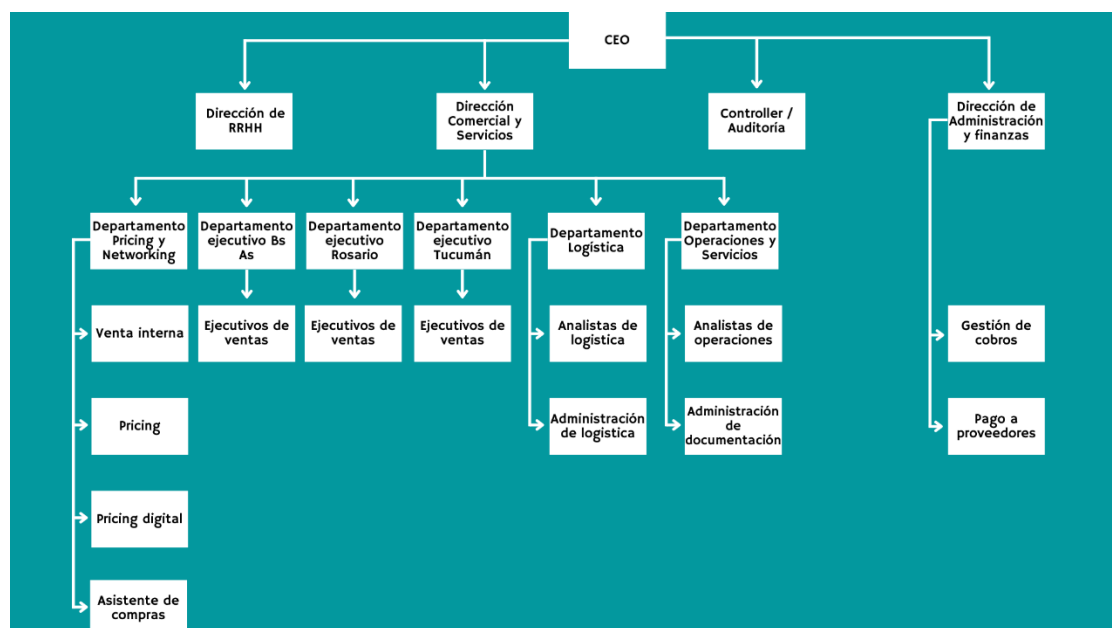 CEO
Dirección de
RRHH
Dirección
Comercial y
Servicios
Controller /
Auditoría
Dirección de
Administración
y finanzas
Departamento
Pricing y
Networking
Departamento
ejecutivo Bs
As
Departamento
ejecutivo
Rosario
Departamento
ejecutivo
Tucumán
Departamento
Logística
Departamento
Operaciones y
Servicios
Venta interna
Ejecutivos de
ventas
Ejecutivos de
ventas
Ejecutivos de
ventas
Analistas de
logística
Analistas de
operaciones
Gestión de
cobros
Pricing
Administración
de logística
Administración
de
documentación
Pago a
proveedores
Pricing digital
Asistente de
compras